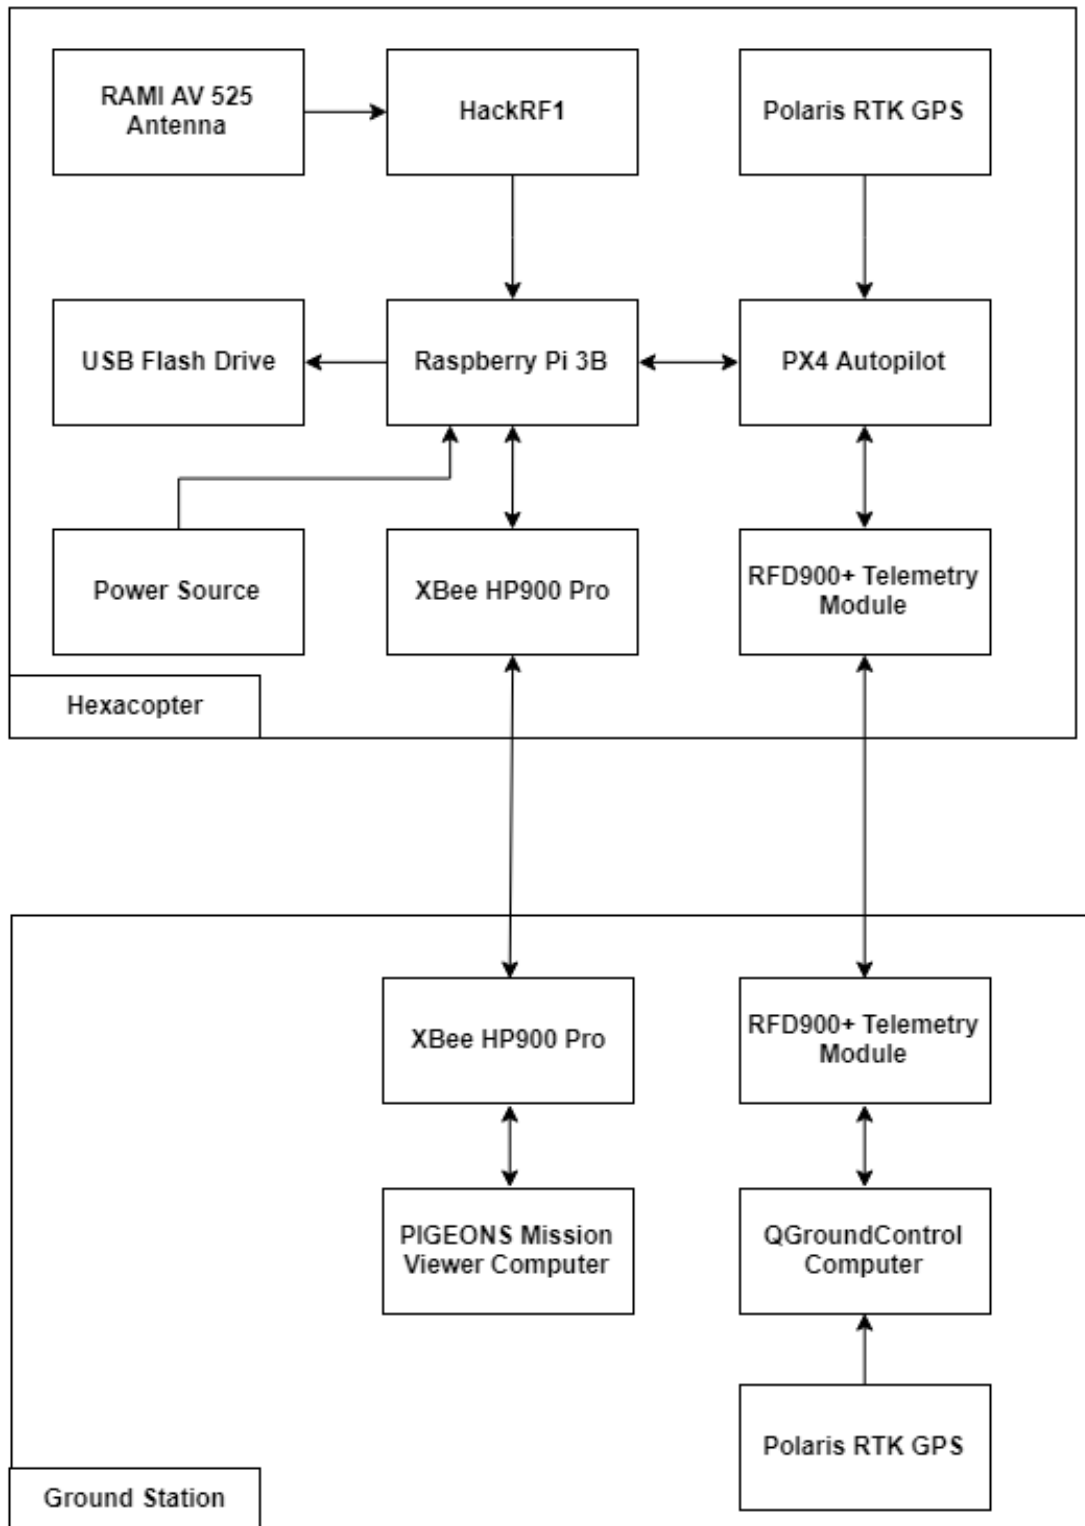 RAMI AV 525
Antenna
HackRF1
Polaris RTK GPS
USB Flash Drive
Raspberry Pi 3B
PX4 Autopilot
Power Source
XBee HP900 Pro
RFD900+ Telemetry
Module
Hexacopter
XBee HP900 Pro
RFD900+ Telemetry
Module
PIGEONS Mission
Viewer Computer
QGroundControl
Computer
Polaris RTK GPS
Ground Station